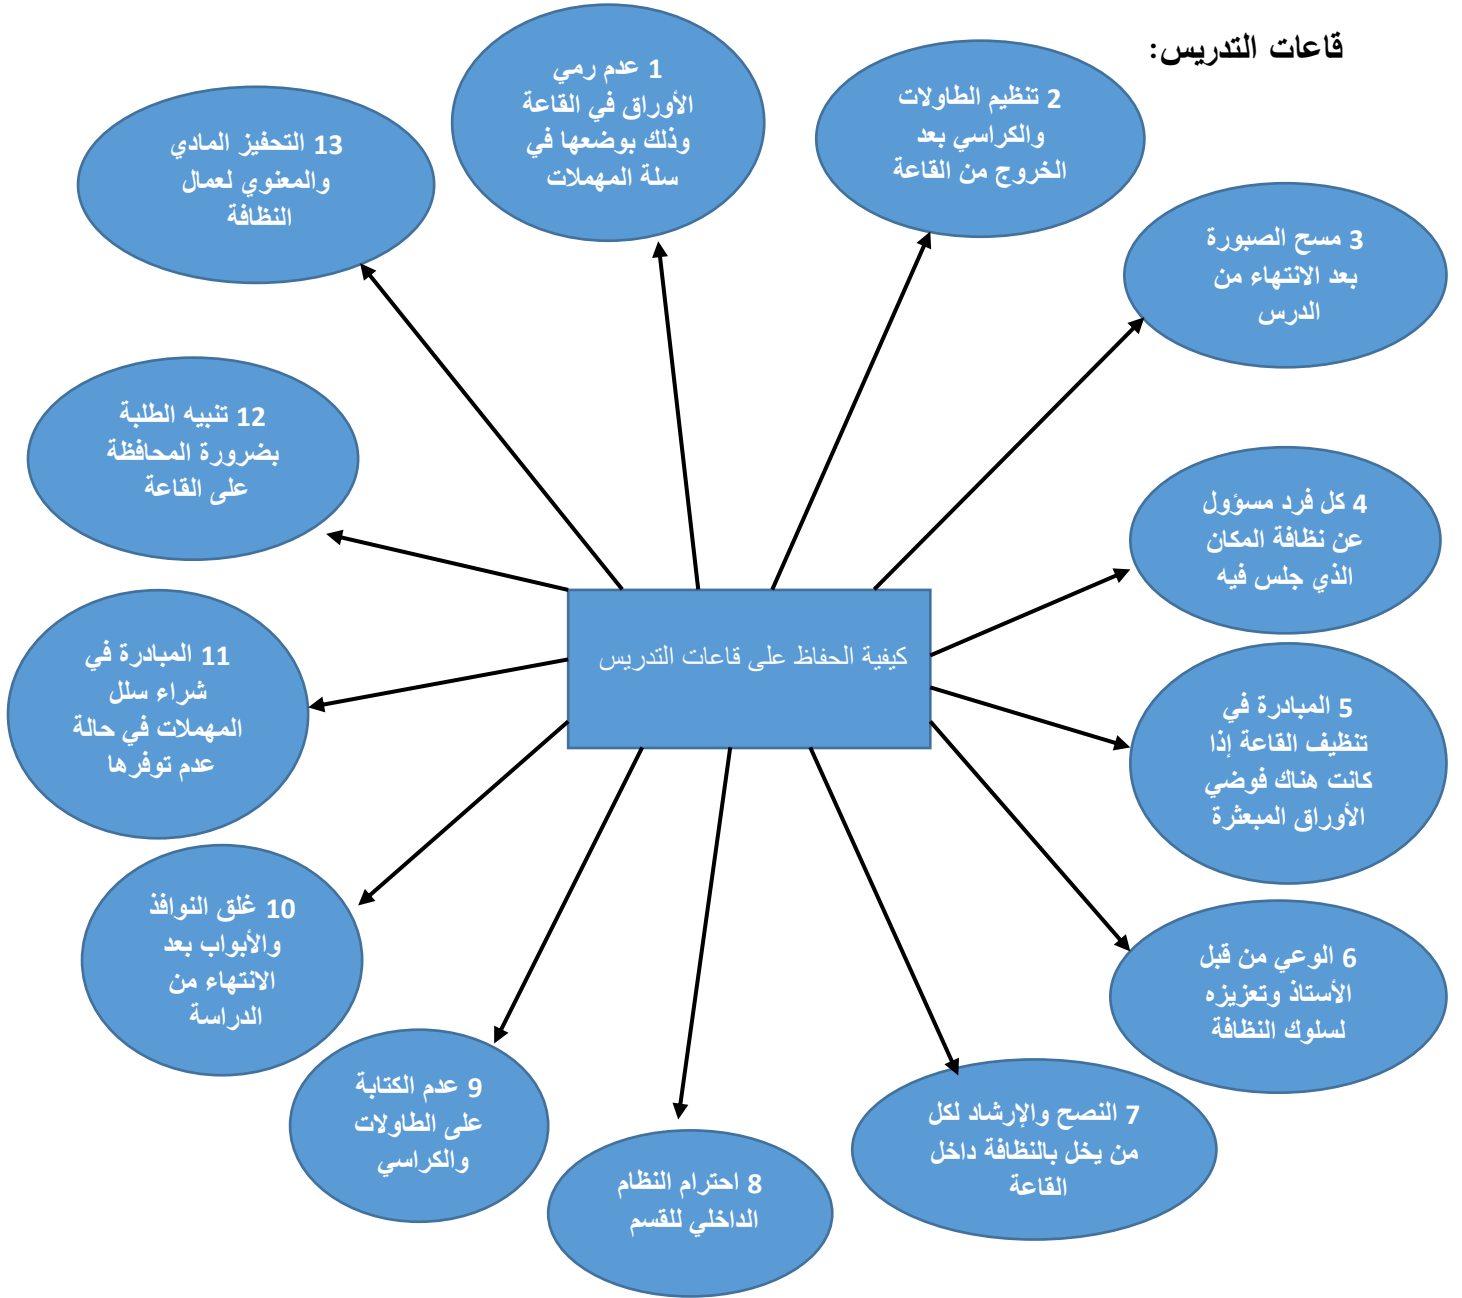 قاعات التدريس:
1 عدم رمي
الأوراق في القاعة
وذلك بوضعها في
سلة المهملات
2 تنظيم الطاولات
والكراسي بعد
الخروج من القاعة
3 مسح الصبورة
بعد الانتهاء من
الدرس
4 كل فرد مسؤول
عن نظافة المكان
الذي جلس فيه
5 المبادرة في
تنظيف القاعة إذا
كانت هناك فوضي
الأوراق المبعثرة
6 الوعي من قبل
الأستاذ وتعزيزه
لسلوك النظافة
7 النصح والإرشاد لكل
من يخل بالنظافة داخل
القاعة
8 احترام النظام
الداخلي للقسم
9 عدم الكتابة
على الطاولات
والكراسي
10 غلق النوافذ
والأبواب بعد
الانتهاء من
الدراسة
11 المبادرة في
شراء سلل
المهملات في حالة
عدم توفرها
12 تنبيه الطلبة
بضرورة المحافظة
على القاعة
13 التحفيز المادي
والمعنوي لعمال
النظافة
كيفية الحفاظ على قاعات التدريس